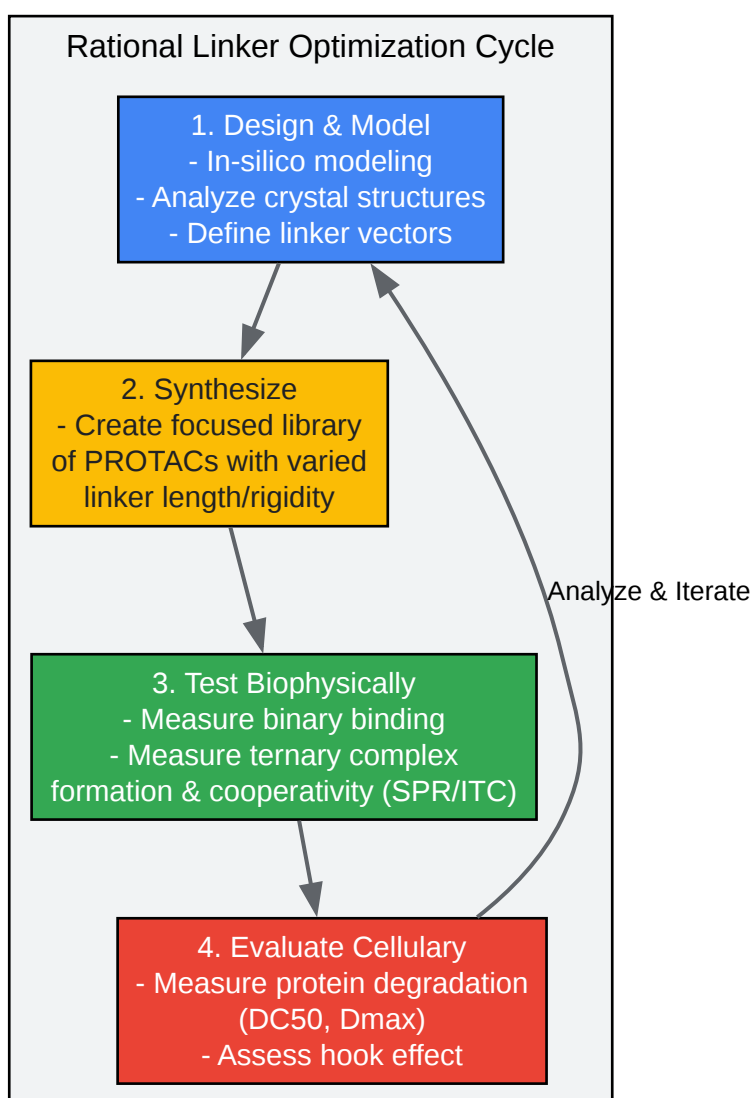 Rational Linker Optimization Cycle
1. Design & Model
- In-silico modeling
- Analyze crystal structures
- Define linker vectors
2. Synthesize
- Create focused library
of PROTACs with varied
linker length/rigidity
Analyze & Iterate
3. Test Biophysically
- Measure binary binding
- Measure ternary complex
formation & cooperativity (SPR/ITC)
4. Evaluate Cellulary
- Measure protein degradation
(DC50, Dmax)
- Assess hook effect